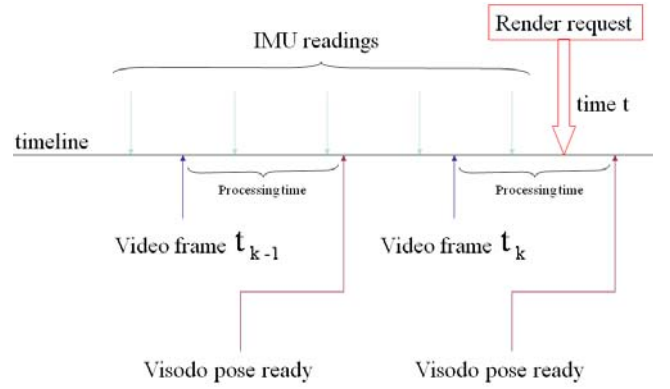 Render request
IMU readings
time t
timeline
Processing time
Processing time
Video frame t k-1
Video frame t k
Visodo pose ready
Visodo pose ready